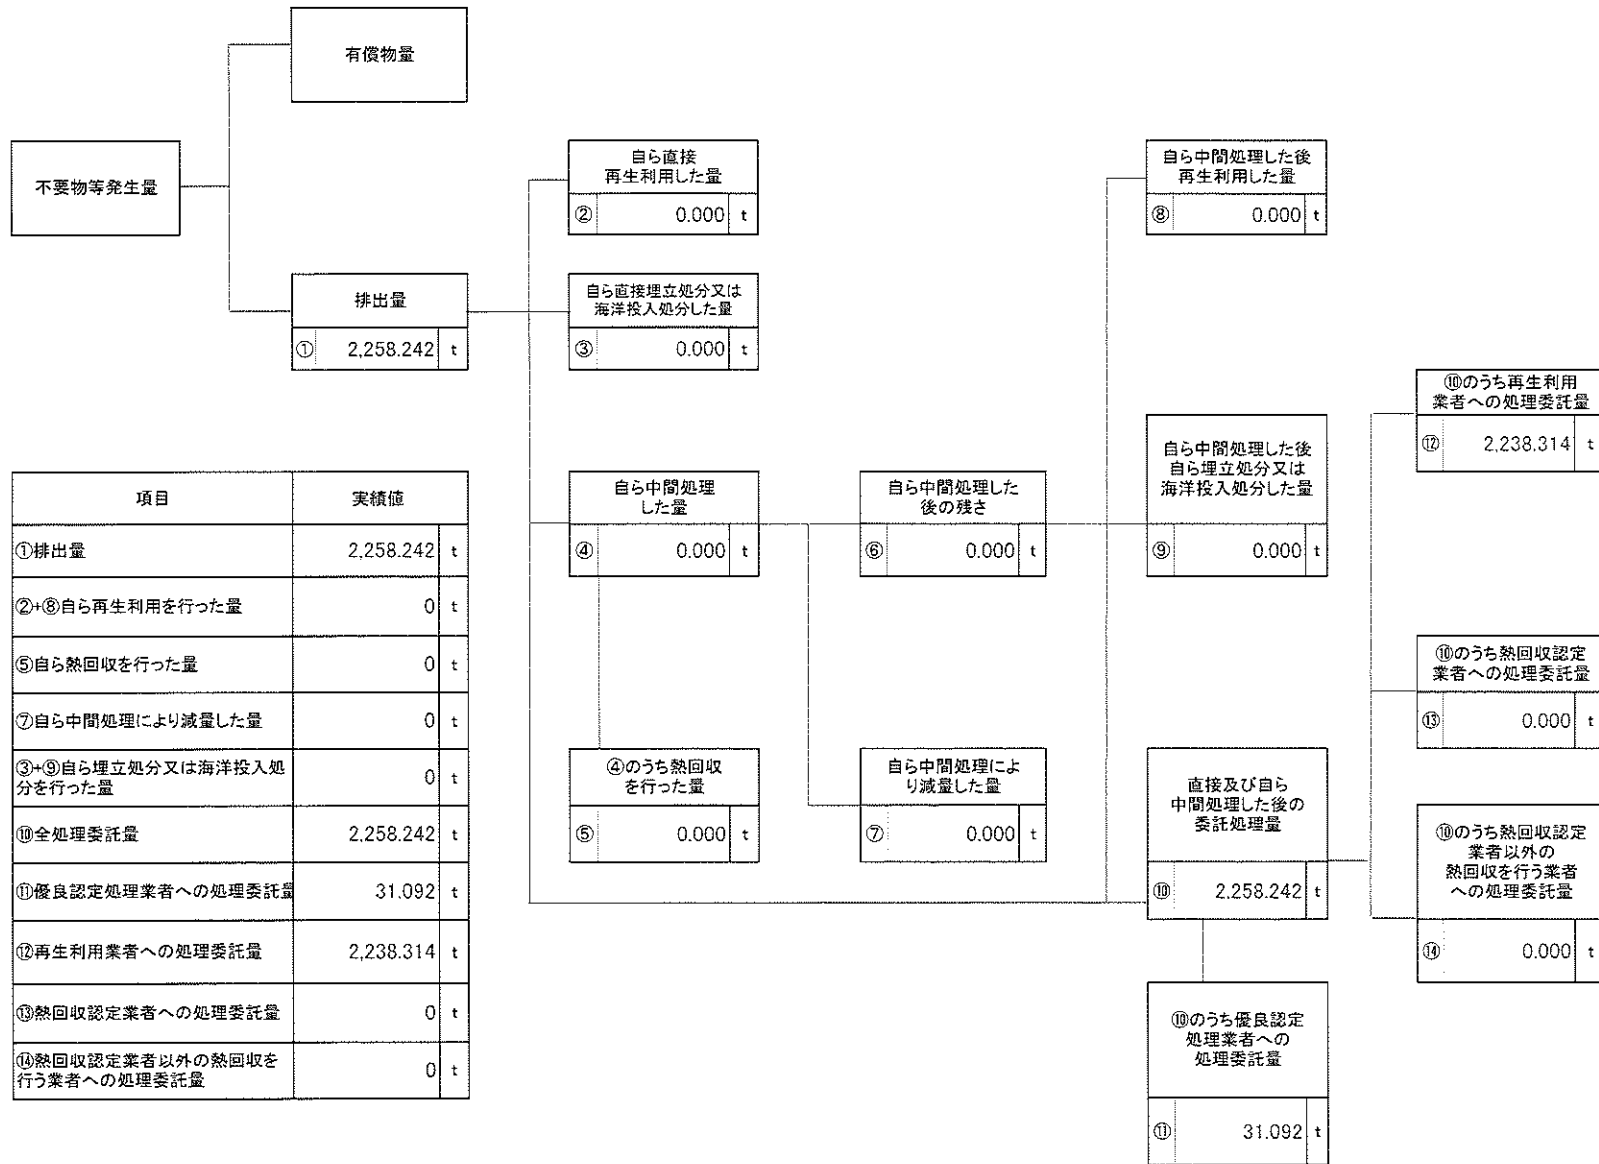 有償物量
不要物等発生量
排出量
① 2,258.242 t
自ら直接
再生利用した量
② 0.000 t
自ら直接埋立処分又は
海洋投入処分した量
③ 0.000 t
自ら中間処理
した量
④ 0.000 t
④のうち熱回収
を行った量
⑤ 0.000 t
自ら中間処理した
後の残さ
⑥ 0.000 t
自ら中間処理によ
り減量した量
⑦ 0.000 t
自ら中間処理した後
再生利用した量
⑧ 0.000 t
自ら中間処理した後
自ら埋立処分又は
海洋投入処分した量
⑨ 0.000 t
直接及び自ら
中間処理した後の
委託処理量
⑩ 2,258.242 t
⑩のうち優良認定
処理業者への
処理委託量
⑪ 31.092 t
⑩のうち再生利用
業者への処理委託量
⑫ 2,238.314 t
⑩のうち熱回収認定
業者への処理委託量
⑬ 0.000 t
⑩のうち熱回収認定
業者以外の
熱回収を行う業者
への処理委託量
⑭ 0.000 t
項目 実績値
①排出量 2,258.242 t
②+⑧自ら再生利用を行った量 0 t
⑤自ら熱回収を行った量 0 t
⑦自ら中間処理により減量した量 0 t
③+⑨自ら埋立処分又は海洋投入処
分を行った量 0 t
⑩全処理委託量 2,258.242 t
⑪優良認定処理業者への処理委託量 31.092 t
⑫再生利用業者への処理委託量 2,238.314 t
⑬熱回収認定業者への処理委託量 0 t
⑭熱回収認定業者以外の熱回収を
行う業者への処理委託量 0 t